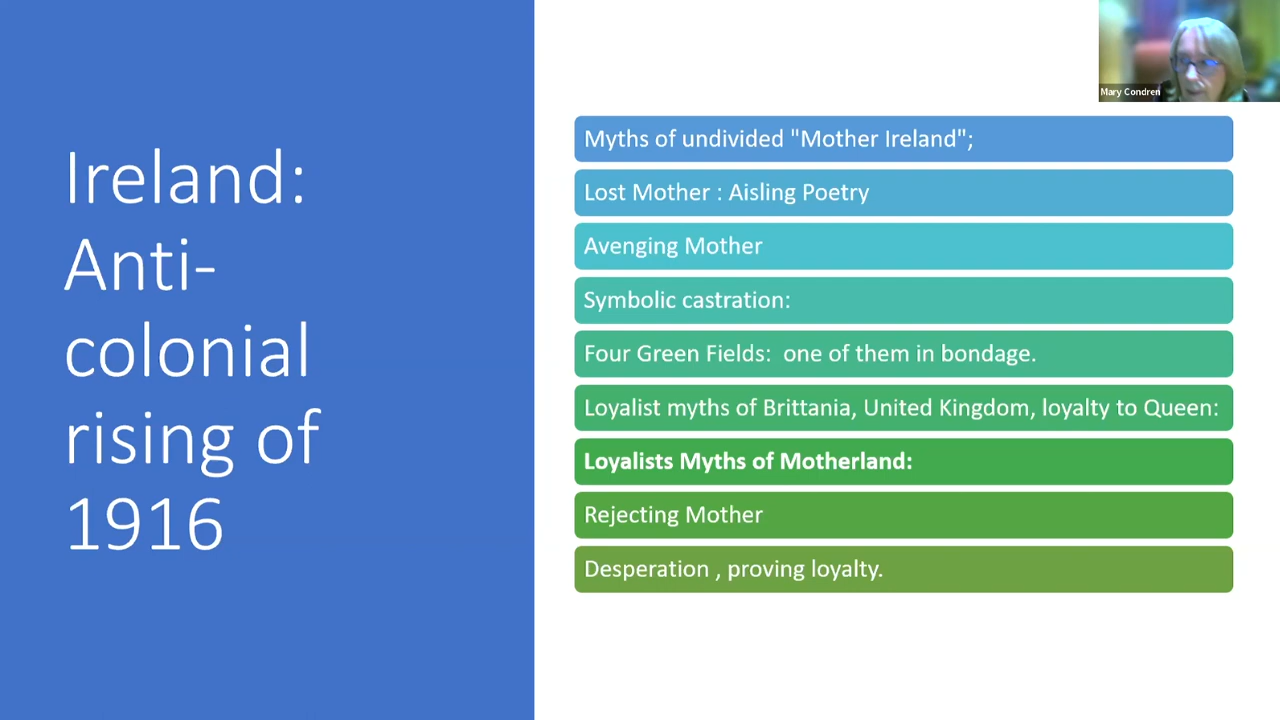 Ireland:
Anti-
colonial
rising of
1916
Mary Condren
Myths of undivided "Mother Ireland";
Lost Mother : Aisling Poetry
Avenging Mother
Symbolic castration:
Four Green Fields:  one of them in bondage.
Loyalist myths of Brittania, United Kingdom, loyalty to Queen:
Loyalists Myths of Motherland:
Rejecting Mother
Desperation , proving loyalty.